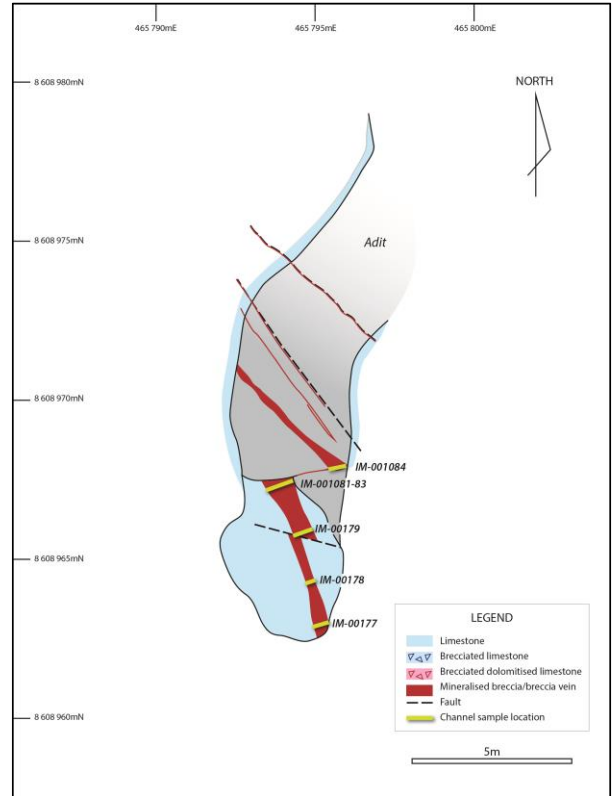 465 790mE
465 795mE
465 800mE
8 608 980mN
NORTH
8 608 975mN
Adit
8 608 970mN
IM-001084
IM-001081-83
IM-00179
8 608 965mN
IM-00178
IM-00177
LEGEND
Limestone
Brecciated limestone
Brecciated dolomitised limestone
Mineralised breccia/breccia vein
Fault
Channel sample location
8 608 960mN
5m